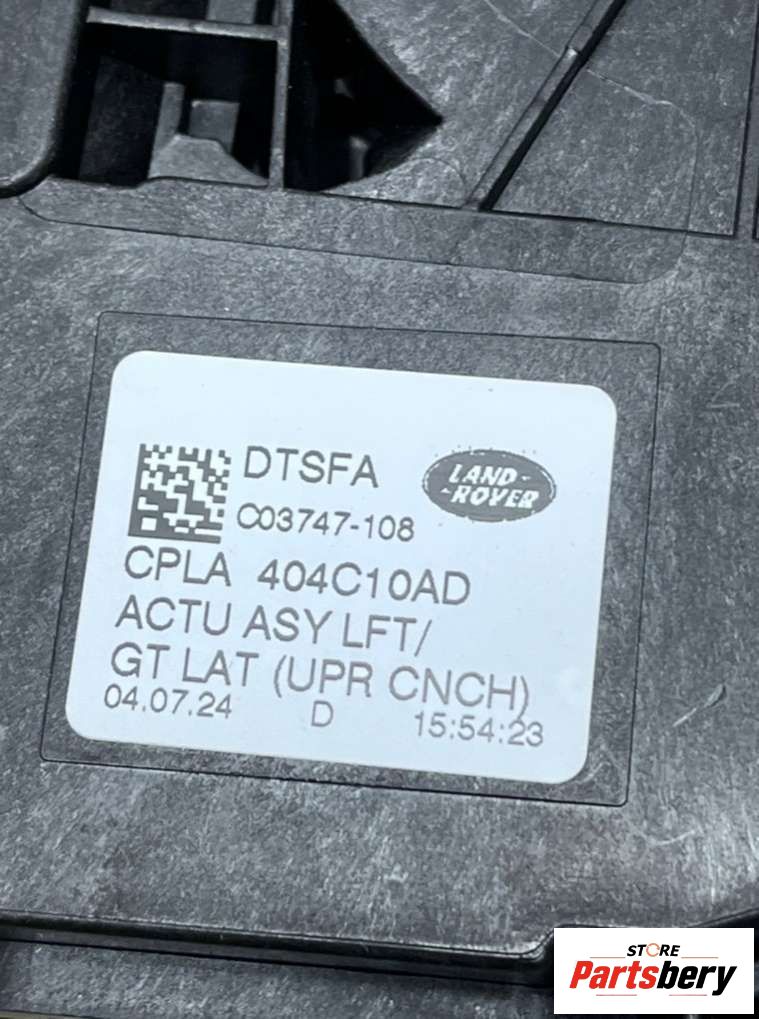 DTSFA
LAND-
-ROVER
C03747-108
CPLA 404C10AD
ACTU ASY LFT/
GT LAT (UPR CNCH)
04.07.24 D 15:54:23
STORE
Partsbery